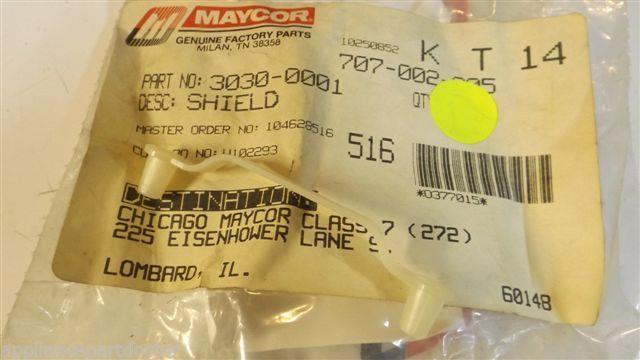 MAYCOR
GENUINE FACTORY PARTS
MILAN, TN 38358
10250852
K T 14
707-002-
PART NO: 3030-0001
DESC: SHIELD
MASTER ORDER NO: 104628516
516
NO:
*D377015*
DESTINATION
CHICAGO MAYCOR CLASS 7 (272)
225 EISENHOWER LANE S.
LOMBARD, IL.
60148